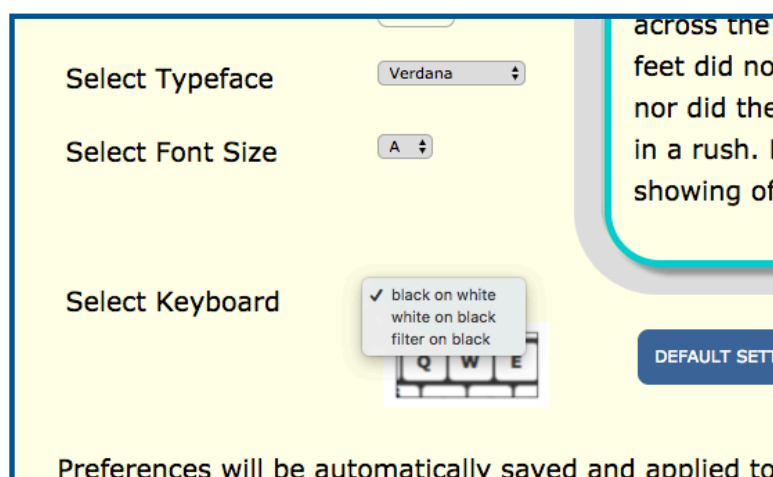 across the
feet did no
nor did the
in a rush.
showing of
Select Typeface
Verdana
Select Font Size
A
Select Keyboard
black on white
white on black
filter on black
Q W E
DEFAULT SETT
Preferences will be automatically saved and applied to